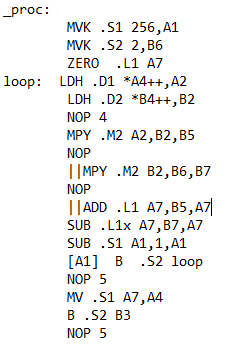 _proc:
MVK .S1 256,A1
MVK .S2 2,B6
ZERO .L1 A7
loop: LDH .D1 *A4++,A2
LDH .D2 *B4++,B2
NOP 4
MPY .M2 A2,B2,B5
NOP
||MPY .M2 B2,B6,B7
NOP
||ADD .L1 A7,B5,A7
SUB .L1x A7,B7,A7
SUB .S1 A1,1,A1
[A1] B .S2 loop
NOP 5
MV .S1 A7,A4
B .S2 B3
NOP 5